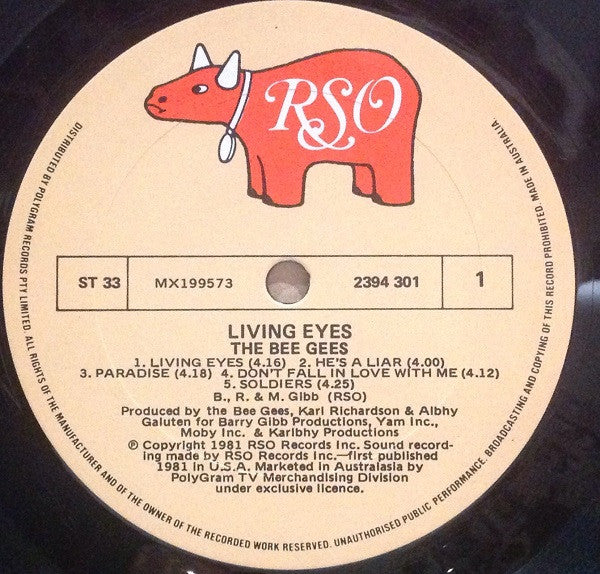 RSO
ST 33
MX199573
2394 301
1
LIVING EYES
THE BEE GEES
1. LIVING EYES (4.16) 2. HE'S A LIAR (4.00)
3. PARADISE (4.18) 4. DON'T FALL IN LOVE WITH ME (4.12)
5. SOLDIERS (4.25)
B., R. & M. Gibb (RSO)
Produced by the Bee Gees, Karl Richardson & Albhy
Galuten for Barry Gibb Productions, Yam Inc.,
Moby Inc. & Karlbhy Productions
℗ Copyright 1981 RSO Records Inc. Sound record-
ing made by RSO Records Inc.—first published
1981 in U.S.A. Marketed in Australasia by
PolyGram TV Merchandising Division
under exclusive licence.
DISTRIBUTED BY POLYGRAM RECORDS PTY LIMITED. ALL RIGHTS OF THE MANUFACTURER AND OF THE OWNER OF THE RECORDED WORK RESERVED. UNAUTHORISED PUBLIC PERFORMANCE, BROADCASTING AND COPYING OF THIS RECORD PROHIBITED. MADE IN AUSTRALIA.